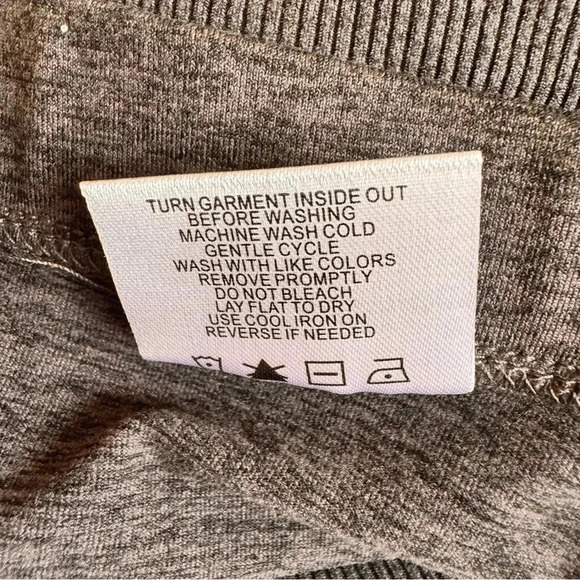 TURN GARMENT INSIDE OUT
BEFORE WASHING
MACHINE WASH COLD
GENTLE CYCLE
WASH WITH LIKE COLORS
REMOVE PROMPTLY
DO NOT BLEACH
LAY FLAT TO DRY
USE COOL IRON ON
REVERSE IF NEEDED